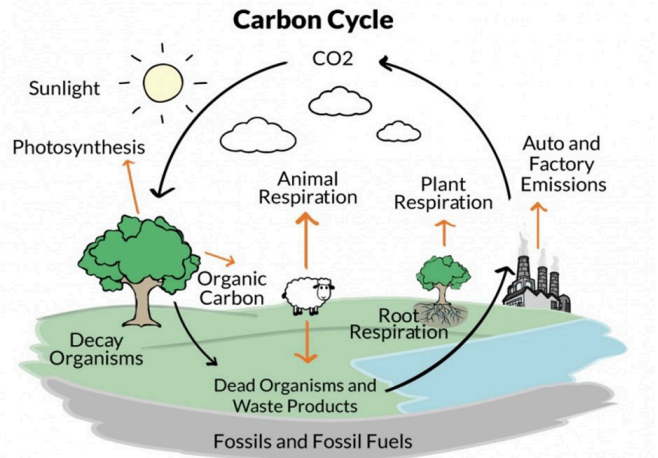 Carbon Cycle
CO2
Sunlight
Photosynthesis
Auto and
Factory
Emissions
Animal
Respiration
Plant
Respiration
Organic
Carbon
Root
Respiration
Decay
Organisms
Dead Organisms and
Waste Products
Fossils and Fossil Fuels